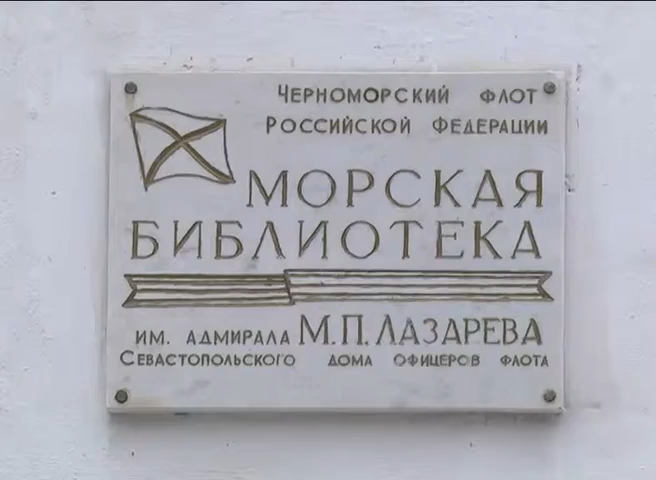 Черноморский флот
Российской Федерации
МОРСКАЯ
БИБЛИОТЕКА
им. адмирала М.П. Лазарева
Севастопольского дома офицеров флота